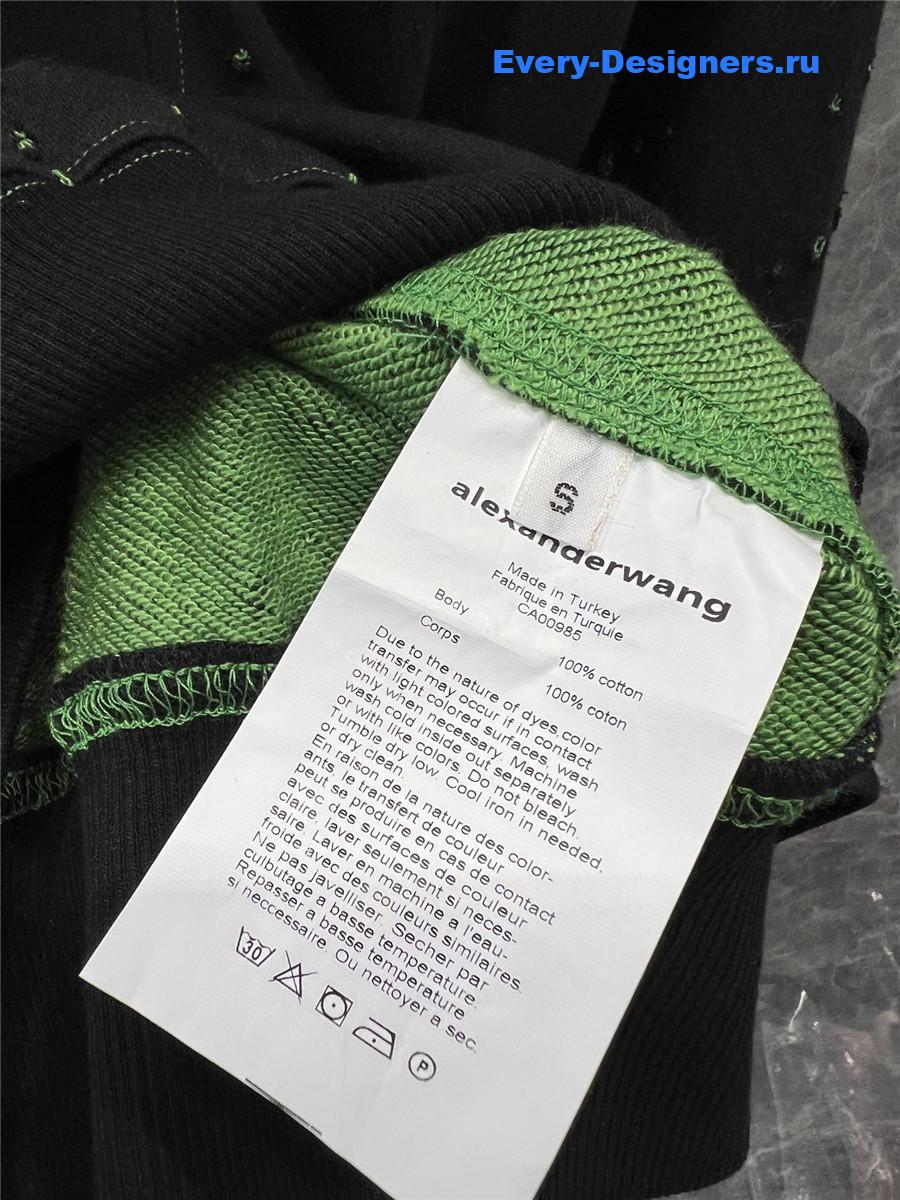 Every-Designers.ru
S
alexanderwang
Made in Turkey
Fabrique en Turquie
CA00985
Body 100% cotton
Corps 100% coton
Due to the nature of dyes, color
transfer may occur if in contact
with light colored surfaces, wash
only when necessary. Machine
wash cold inside out separately
or with like colors. Do not bleach.
Tumble dry low. Cool iron in needed.
or dry clean.
En raison de la nature des color-
ants, le transfert de couleur
peut se produire en cas de contact
avec des surfaces de couleur
claire, laver seulement si neces-
saire. Laver en machine a l'eau-
froide avec des couleurs similaires.
Ne pas javelliser. Secher par
culbutage a basse temperature
Repasser a basse temperature
si neccessaire. Ou nettoyer a sec.
30 P